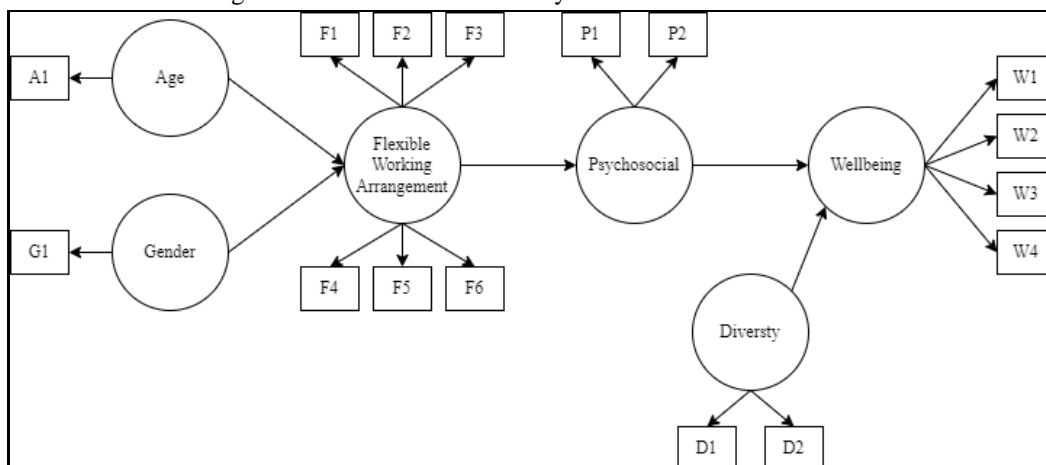 F1
F2
F3
P1
P2
A1
Age
W1
Flexible
Working
Arrangement
Psychosocial
Wellbeing
W2
W3
G1
Gender
W4
F4
F5
F6
Diversty
D1
D2